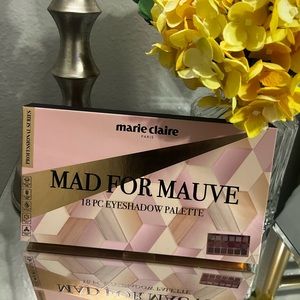 PROFESSIONAL SERIES
marie claire
PARIS
MAD FOR MAUVE
18 PC EYESHADOW PALETTE